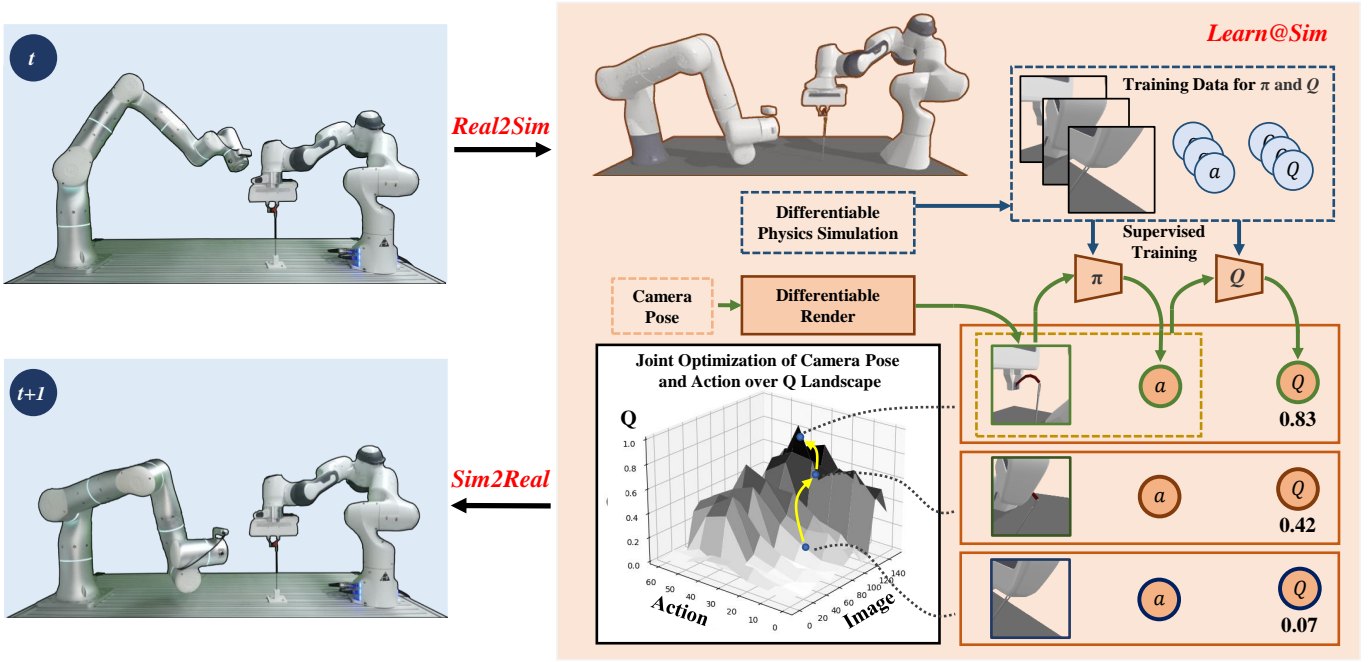 t
Real2Sim
Learn@Sim
Training Data for π and Q
a
Q
Differentiable
Physics Simulation
Supervised
Training
π
Q
Camera
Pose
Differentiable
Render
t+1
Sim2Real
Joint Optimization of Camera Pose
and Action over Q Landscape
Q
1.0
0.8
0.6
0.4
0.2
0.0
60
50
40
30
20
10
0
0
20
40
60
80
100
120
140
Action
Image
a
Q
0.83
a
Q
0.42
a
Q
0.07